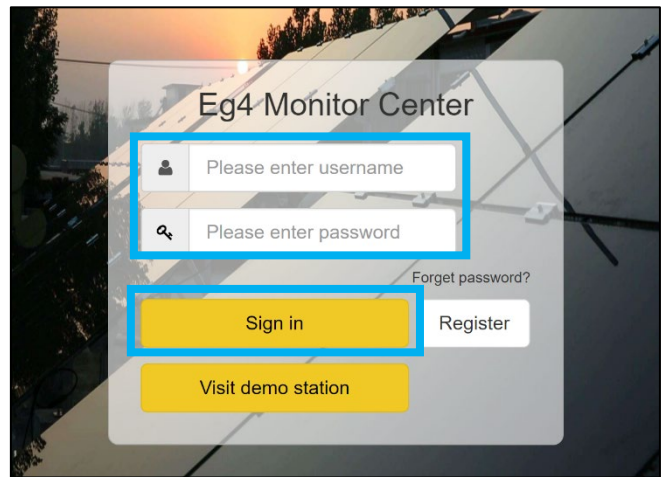 Eg4 Monitor Center
Please enter username
Please enter password
Forget password?
Sign in
Register
Visit demo station